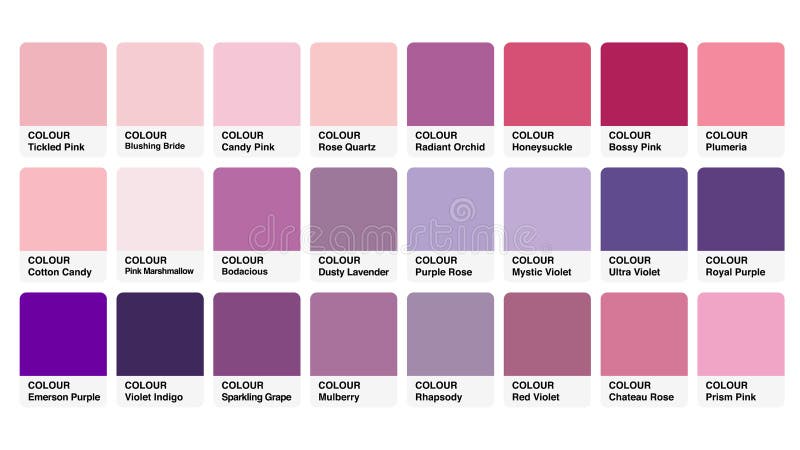 COLOUR
Tickled Pink
COLOUR
Blushing Bride
COLOUR
Candy Pink
COLOUR
Rose Quartz
COLOUR
Radiant Orchid
COLOUR
Honeysuckle
COLOUR
Bossy Pink
COLOUR
Plumeria
COLOUR
Cotton Candy
COLOUR
Pink Marshmallow
COLOUR
Bodacious
COLOUR
Dusty Lavender
COLOUR
Purple Rose
COLOUR
Mystic Violet
COLOUR
Ultra Violet
COLOUR
Royal Purple
dreamstime
COLOUR
Emerson Purple
COLOUR
Violet Indigo
COLOUR
Sparkling Grape
COLOUR
Mulberry
COLOUR
Rhapsody
COLOUR
Red Violet
COLOUR
Chateau Rose
COLOUR
Prism Pink